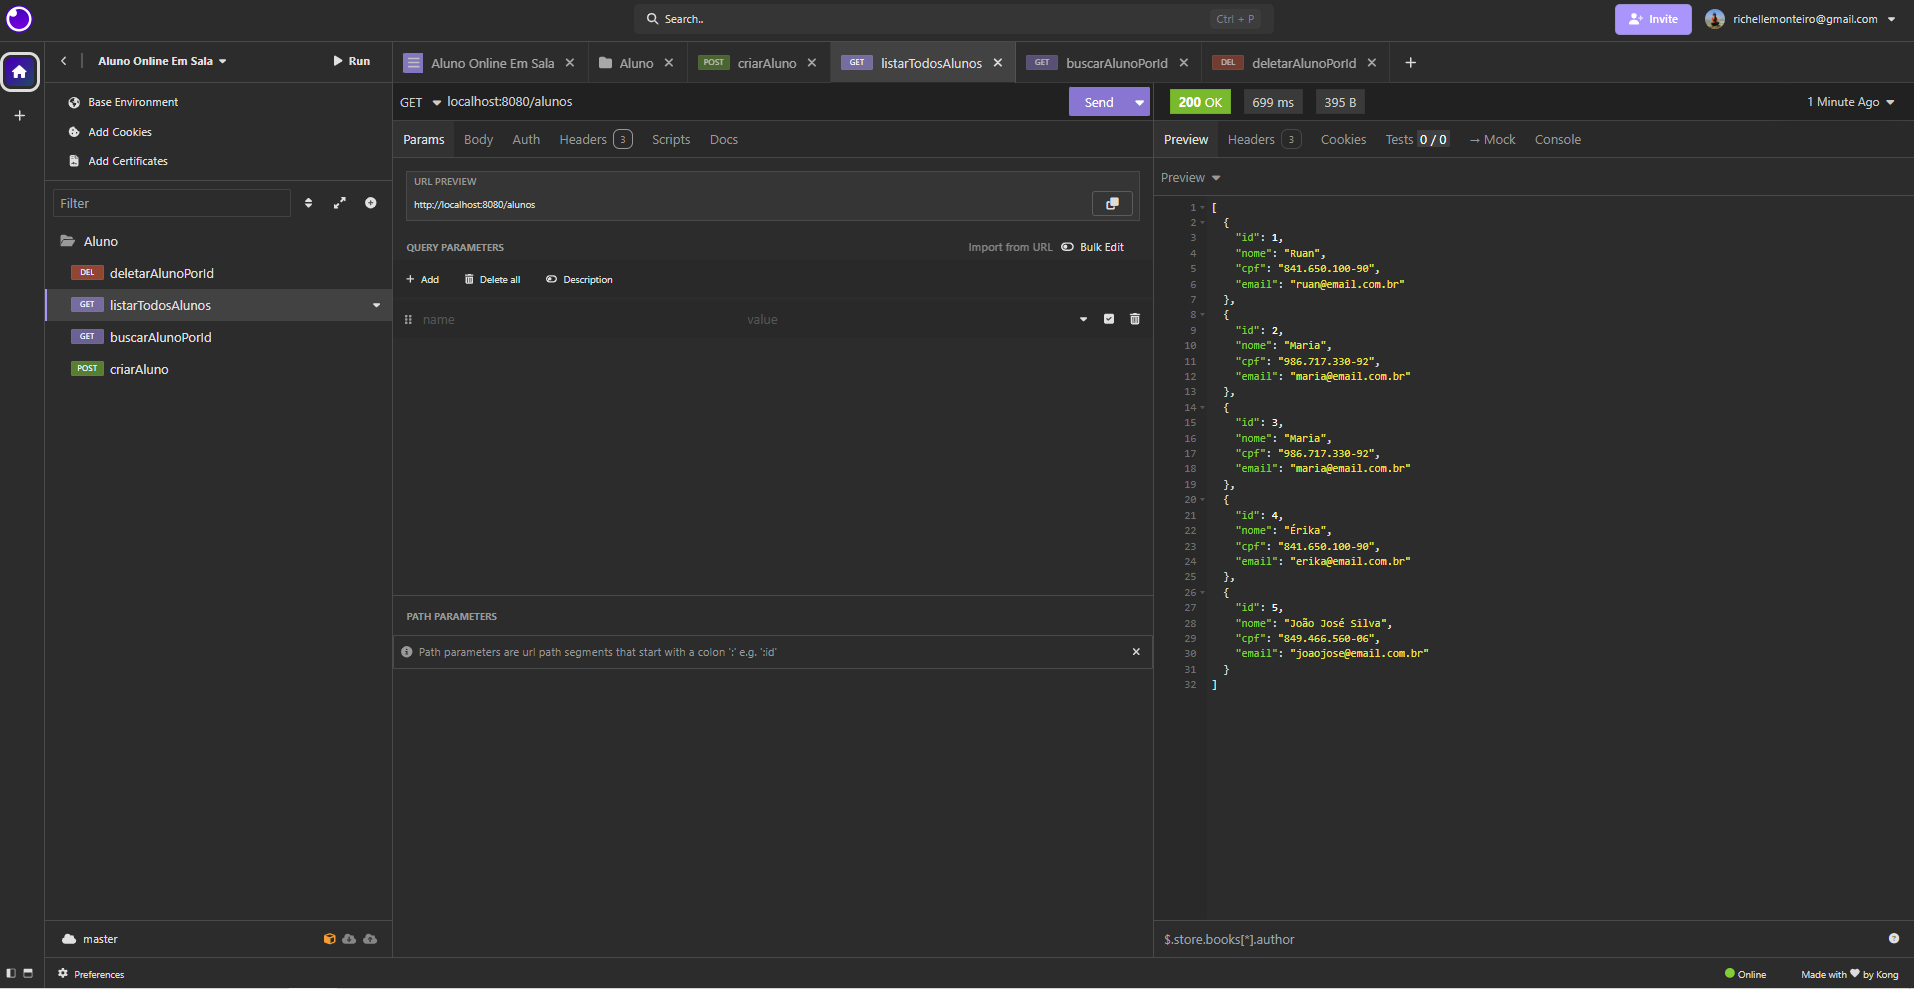 Search..
Ctrl + P
Invite
richellemonteiro@gmail.com
Aluno Online Em Sala
Run
Base Environment
Add Cookies
Add Certificates
Filter
Aluno
DEL deletarAlunoPorId
GET listarTodosAlunos
GET buscarAlunoPorId
POST criarAluno
master
Preferences
Aluno Online Em Sala
Aluno
POST criarAluno
GET listarTodosAlunos
GET buscarAlunoPorId
DEL deletarAlunoPorId
GET localhost:8080/alunos
Send
Params Body Auth Headers 3 Scripts Docs
URL PREVIEW
http://localhost:8080/alunos
QUERY PARAMETERS
Import from URL Bulk Edit
Add Delete all Description
name value
PATH PARAMETERS
Path parameters are url path segments that start with a colon ':' e.g. ':id'
200 OK 699 ms 395 B
1 Minute Ago
Preview Headers 3 Cookies Tests 0 / 0 → Mock Console
Preview
1 [
2 {
3 "id": 1,
4 "nome": "Ruan",
5 "cpf": "841.650.100-90",
6 "email": "ruan@email.com.br"
7 },
8 {
9 "id": 2,
10 "nome": "Maria",
11 "cpf": "986.717.330-92",
12 "email": "maria@email.com.br"
13 },
14 {
15 "id": 3,
16 "nome": "Maria",
17 "cpf": "986.717.330-92",
18 "email": "maria@email.com.br"
19 },
20 {
21 "id": 4,
22 "nome": "Érika",
23 "cpf": "841.650.100-90",
24 "email": "erika@email.com.br"
25 },
26 {
27 "id": 5,
28 "nome": "João José Silva",
29 "cpf": "849.466.560-06",
30 "email": "joaojose@email.com.br"
31 }
32 ]
$.store.books[*].author
Online
Made with ♥ by Kong